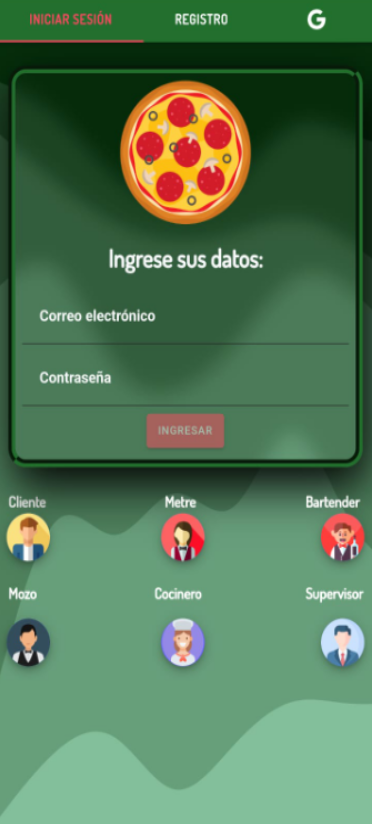 INICIAR SESIÓN REGISTRO G
Ingrese sus datos:
Correo electrónico
Contraseña
INGRESAR
Cliente Metre Bartender
Mozo Cocinero Supervisor